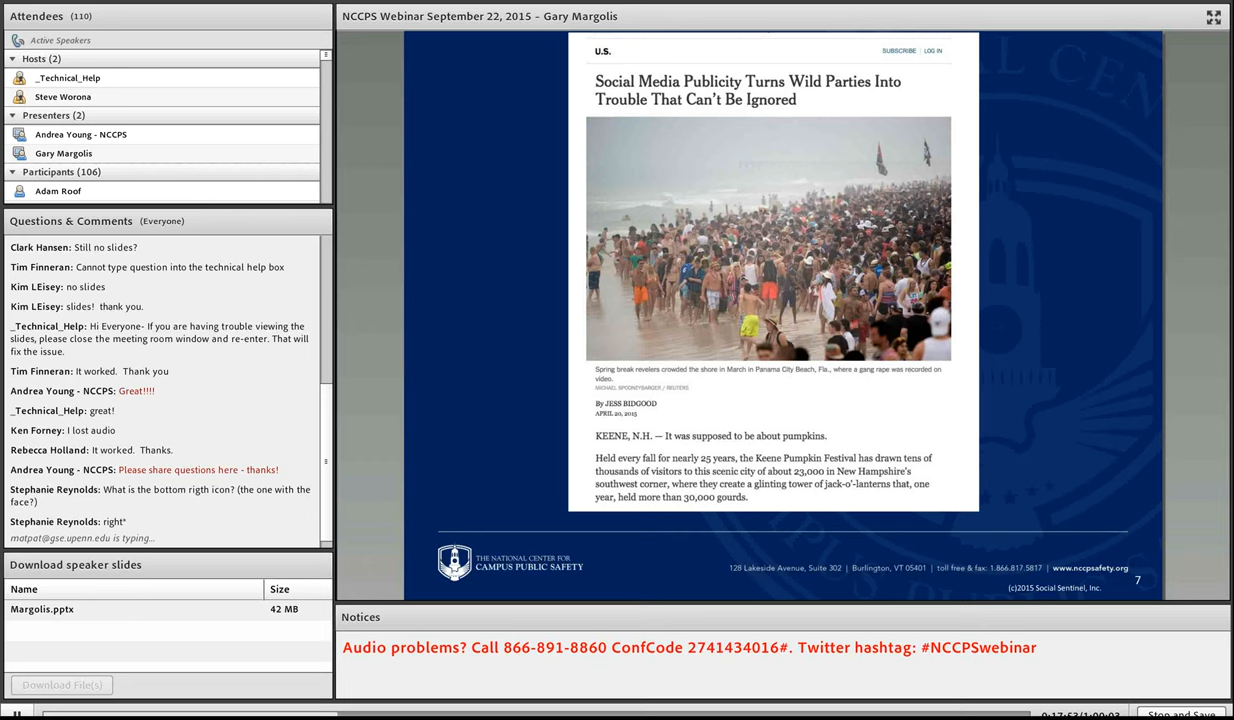 Attendees (110)
Active Speakers
Hosts (2)
_Technical_Help
Steve Worona
Presenters (2)
Andrea Young - NCCPS
Gary Margolis
Participants (106)
Adam Roof
Questions & Comments (Everyone)
Clark Hansen: Still no slides?
Tim Finneran: Cannot type question into the technical help box
Kim LEisey: no slides
Kim LEisey: slides! thank you.
_Technical_Help: Hi Everyone- If you are having trouble viewing the
slides, please close the meeting room window and re-enter. That will
fix the issue.
Tim Finneran: It worked. Thank you
Andrea Young - NCCPS: Great!!!!
_Technical_Help: great!
Ken Forney: I lost audio
Rebecca Holland: It worked. Thanks.
Andrea Young - NCCPS: Please share questions here - thanks!
Stephanie Reynolds: What is the bottom rigth icon? (the one with the
face?)
Stephanie Reynolds: right*
matpat@gse.upenn.edu is typing...
Download speaker slides
Name Size
Margolis.pptx 42 MB
Download File(s)
NCCPS Webinar September 22, 2015 - Gary Margolis
U.S. SUBSCRIBE | LOG IN
Social Media Publicity Turns Wild Parties Into
Trouble That Can't Be Ignored
Spring break revelers crowded the shore in March in Panama City Beach, Fla., where a gang rape was recorded on
video.
MICHAEL SPOONEYBARGER / REUTERS
By JESS BIDGOOD
APRIL 20, 2015
KEENE, N.H. — It was supposed to be about pumpkins.
Held every fall for nearly 25 years, the Keene Pumpkin Festival has drawn tens of
thousands of visitors to this scenic city of about 23,000 in New Hampshire's
southwest corner, where they create a glinting tower of jack-o'-lanterns that, one
year, held more than 30,000 gourds.
THE NATIONAL CENTER FOR
CAMPUS PUBLIC SAFETY
128 Lakeside Avenue, Suite 302 | Burlington, VT 05401 | toll free & fax: 1.866.817.5817 | www.nccpsafety.org
7
(c)2015 Social Sentinel, Inc.
Notices
Audio problems? Call 866-891-8860 ConfCode 2741434016#. Twitter hashtag: #NCCPSwebinar
0:17:53/1:00:03
Stop and Save